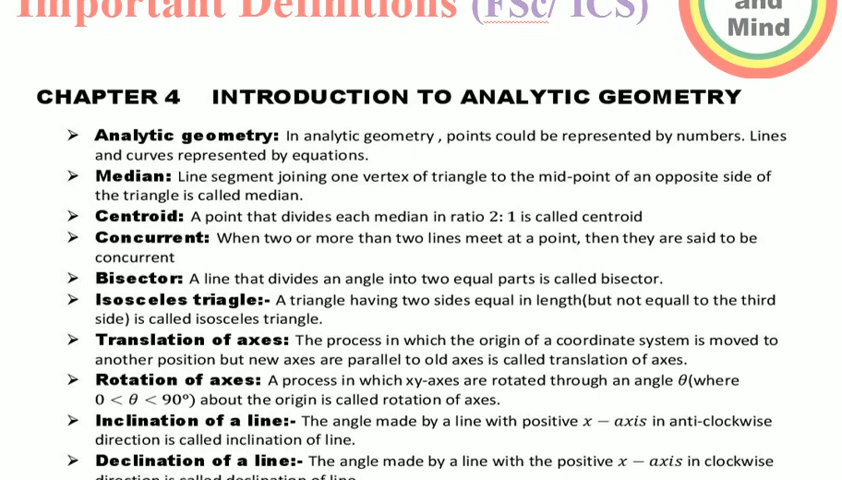 Important Definitions (FSc/ ICS)
and
Mind
CHAPTER 4 INTRODUCTION TO ANALYTIC GEOMETRY
➢ Analytic geometry: In analytic geometry , points could be represented by numbers. Lines
and curves represented by equations.
➢ Median: Line segment joining one vertex of triangle to the mid-point of an opposite side of
the triangle is called median.
➢ Centroid: A point that divides each median in ratio 2: 1 is called centroid
➢ Concurrent: When two or more than two lines meet at a point, then they are said to be
concurrent
➢ Bisector: A line that divides an angle into two equal parts is called bisector.
➢ Isosceles triagle:- A triangle having two sides equal in length(but not equall to the third
side) is called isosceles triangle.
➢ Translation of axes: The process in which the origin of a coordinate system is moved to
another position but new axes are parallel to old axes is called translation of axes.
➢ Rotation of axes: A process in which xy-axes are rotated through an angle θ(where
0 < θ < 90°) about the origin is called rotation of axes.
➢ Inclination of a line:- The angle made by a line with positive x − axis in anti-clockwise
direction is called inclination of line.
➢ Declination of a line:- The angle made by a line with the positive x − axis in clockwise
direction is called declination of line